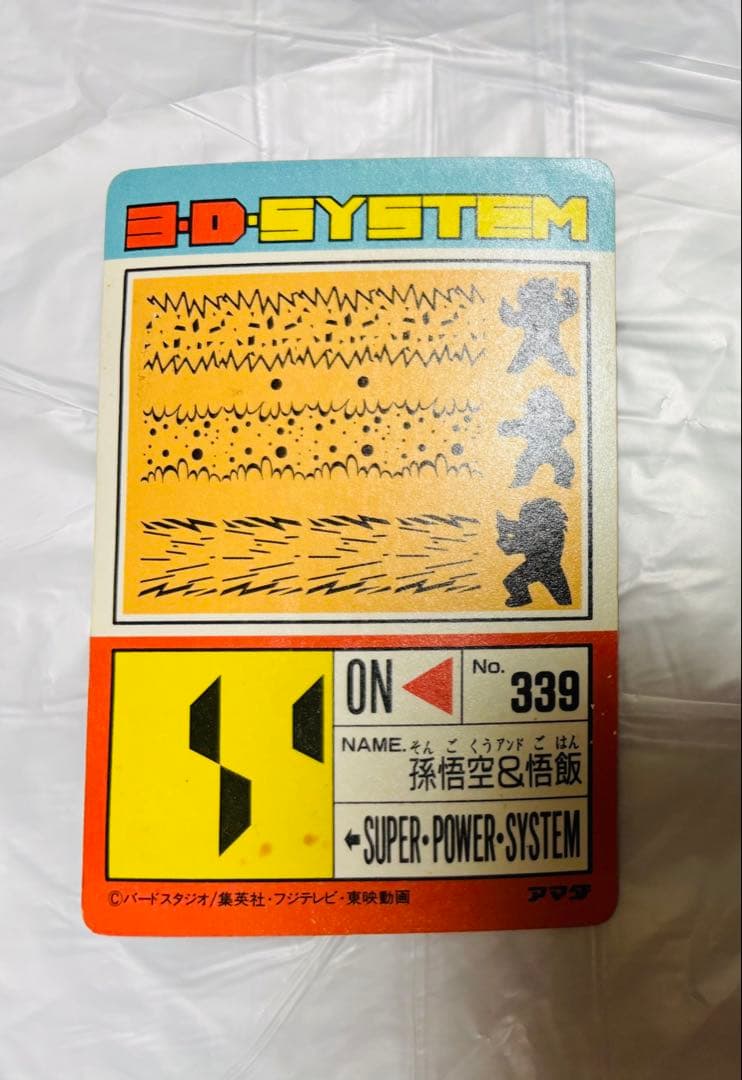 3・D・SYSTEM
ON
No.
339
NAME.
そんごくうアンドごはん
孫悟空&悟飯
SUPER・POWER・SYSTEM
©バードスタジオ/集英社・フジテレビ・東映動画
アマダ